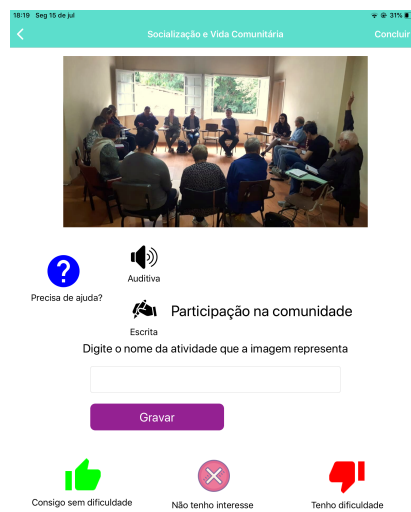 18:19 Seg 15 de jul
31%
Socialização e Vida Comunitária
Concluir
Auditiva
Precisa de ajuda?
Participação na comunidade
Escrita
Digite o nome da atividade que a imagem representa
Gravar
Consigo sem dificuldade
Não tenho interesse
Tenho dificuldade